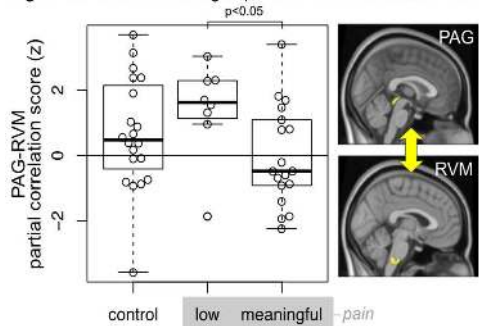 p<0.05
PAG-RVM
partial correlation score (z)
2
0
−2
control
low
meaningful
pain
PAG
RVM